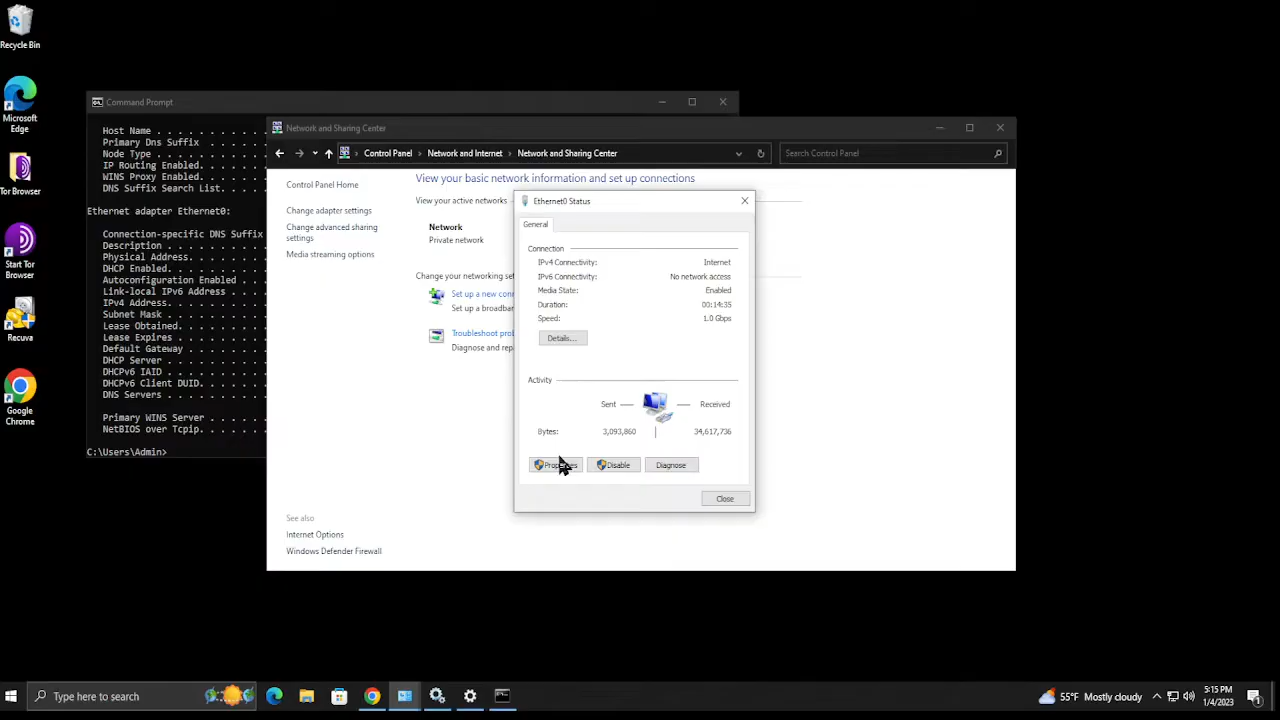 Recycle Bin
Microsoft
Edge
Tor Browser
Start Tor
Browser
Recuva
Google
Chrome
Command Prompt
Host Name . . . . . . . . . .
Primary Dns Suffix . . . . .
Node Type . . . . . . . . . .
IP Routing Enabled. . . . . .
WINS Proxy Enabled. . . . . .
DNS Suffix Search List. . . .
Ethernet adapter Ethernet0:
Connection-specific DNS Suffix
Description . . . . . . . . .
Physical Address. . . . . . .
DHCP Enabled. . . . . . . . .
Autoconfiguration Enabled . .
Link-local IPv6 Address . . .
IPv4 Address. . . . . . . . .
Subnet Mask . . . . . . . . .
Lease Obtained. . . . . . . .
Lease Expires . . . . . . . .
Default Gateway . . . . . . .
DHCP Server . . . . . . . . .
DHCPv6 IAID . . . . . . . . .
DHCPv6 Client DUID. . . . . .
DNS Servers . . . . . . . . .
Primary WINS Server . . . . .
NetBIOS over Tcpip. . . . . .
C:\Users\Admin>
Network and Sharing Center
Control Panel > Network and Internet > Network and Sharing Center
Search Control Panel
Control Panel Home
Change adapter settings
Change advanced sharing
settings
Media streaming options
See also
Internet Options
Windows Defender Firewall
View your basic network information and set up connections
View your active networks
Network
Private network
Change your networking set
Set up a new conn
Set up a broadban
Troubleshoot prob
Diagnose and repa
Ethernet0 Status
General
Connection
IPv4 Connectivity: Internet
IPv6 Connectivity: No network access
Media State: Enabled
Duration: 00:14:35
Speed: 1.0 Gbps
Details...
Activity
Sent — — Received
Bytes: 3,093,860 | 34,617,736
Properties Disable Diagnose
Close
Type here to search
55°F Mostly cloudy
5:15 PM
1/4/2023
1